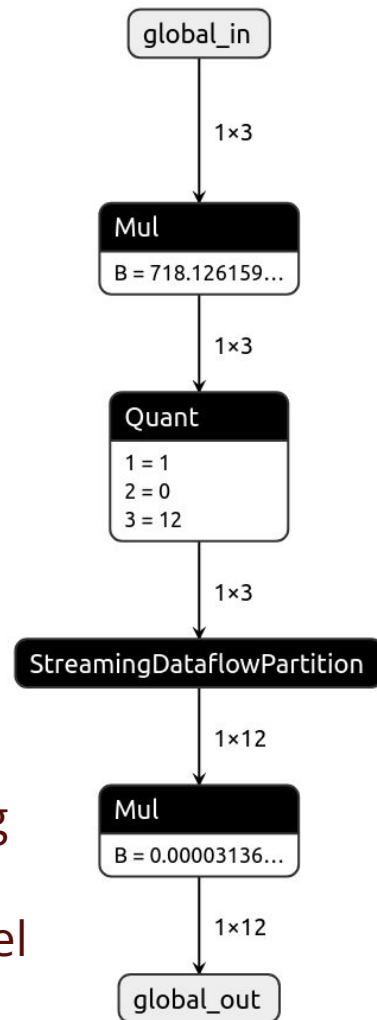 global_in
1×3
Mul
B = 718.126159…
1×3
Quant
1 = 1
2 = 0
3 = 12
1×3
StreamingDataflowPartition
1×12
Mul
B = 0.00003136…
1×12
global_out